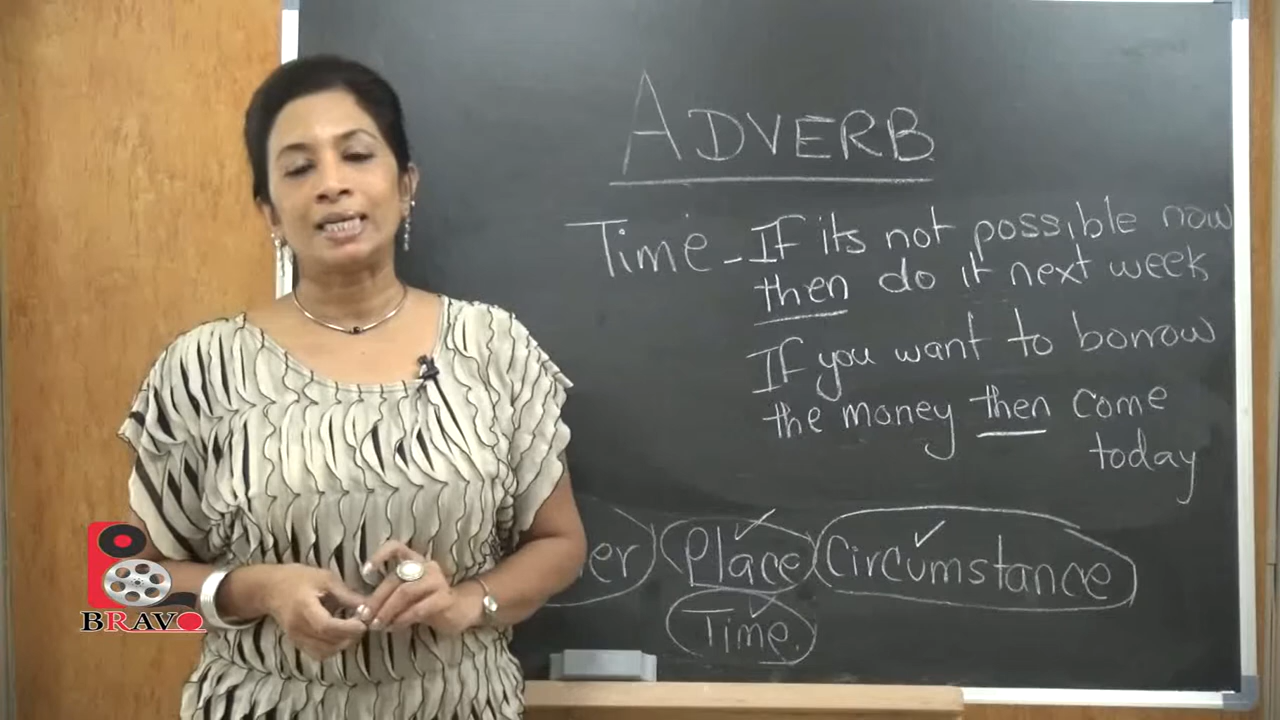 ADVERB
Time - If its not possible now
then do it next week
If you want to borrow
the money then come
today
Place Circumstance
Time.
BRAVO